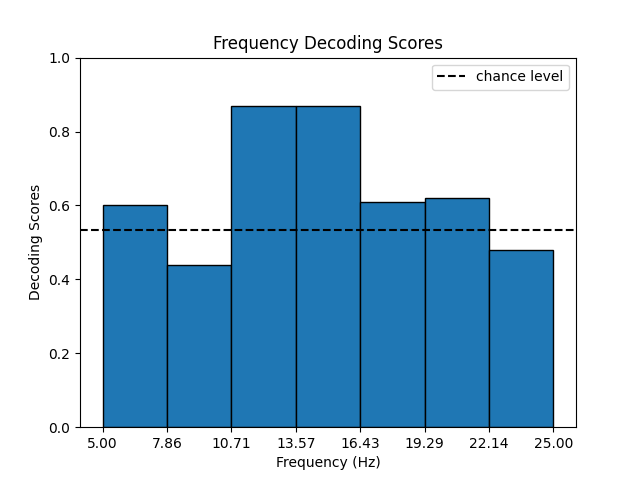 Frequency Decoding Scores
chance level
1.0
0.8
0.6
0.4
0.2
0.0
Decoding Scores
5.00 7.86 10.71 13.57 16.43 19.29 22.14 25.00
Frequency (Hz)